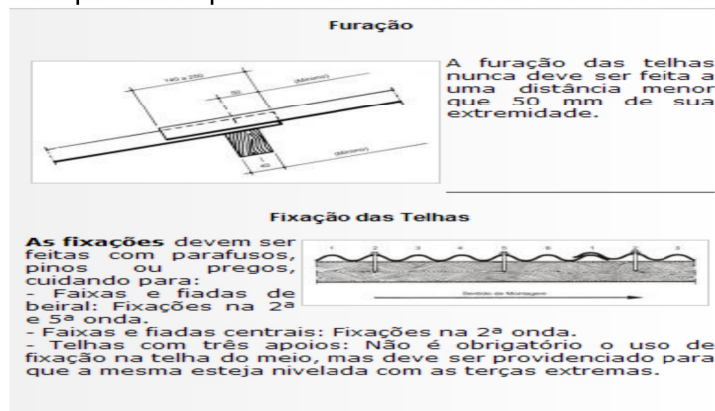 Furação
140 a 250
50
(Mínimo)
40
(Mínimo)
A furação das telhas
nunca deve ser feita a
uma distância menor
que 50 mm de sua
extremidade.
Fixação das Telhas
As fixações devem ser
feitas com parafusos,
pinos ou pregos,
cuidando para:
- Faixas e fiadas de
beiral: Fixações na 2ª
e 5ª onda.
1 2 3 4 5 6 1 2 3
Sentido de Montagem
- Faixas e fiadas centrais: Fixações na 2ª onda.
- Telhas com três apoios: Não é obrigatório o uso de
fixação na telha do meio, mas deve ser providenciado para
que a mesma esteja nivelada com as terças extremas.